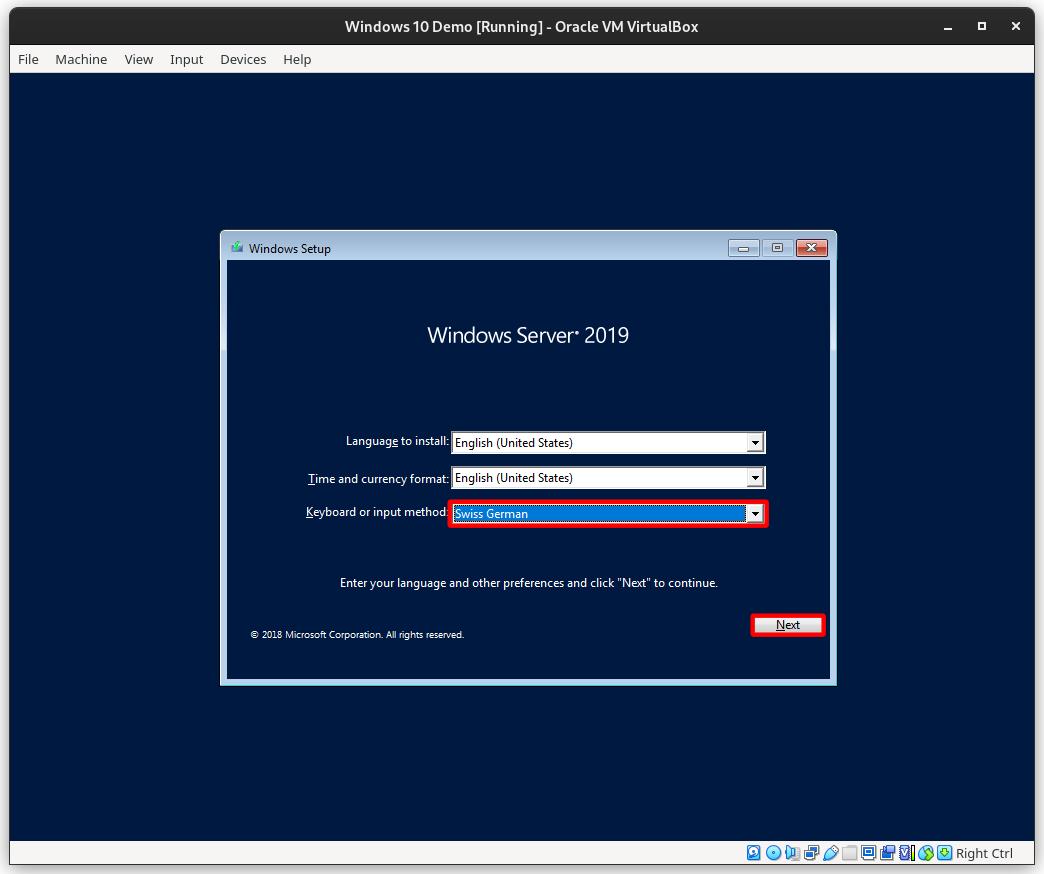 Windows 10 Demo [Running] - Oracle VM VirtualBox
File Machine View Input Devices Help
Windows Setup
Windows Server® 2019
Language to install: English (United States)
Time and currency format: English (United States)
Keyboard or input method: Swiss German
Enter your language and other preferences and click "Next" to continue.
Next
© 2018 Microsoft Corporation. All rights reserved.
Right Ctrl